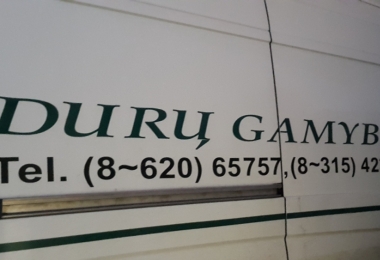 DURŲ GAMYB
Tel. (8~620) 65757, (8~315) 42